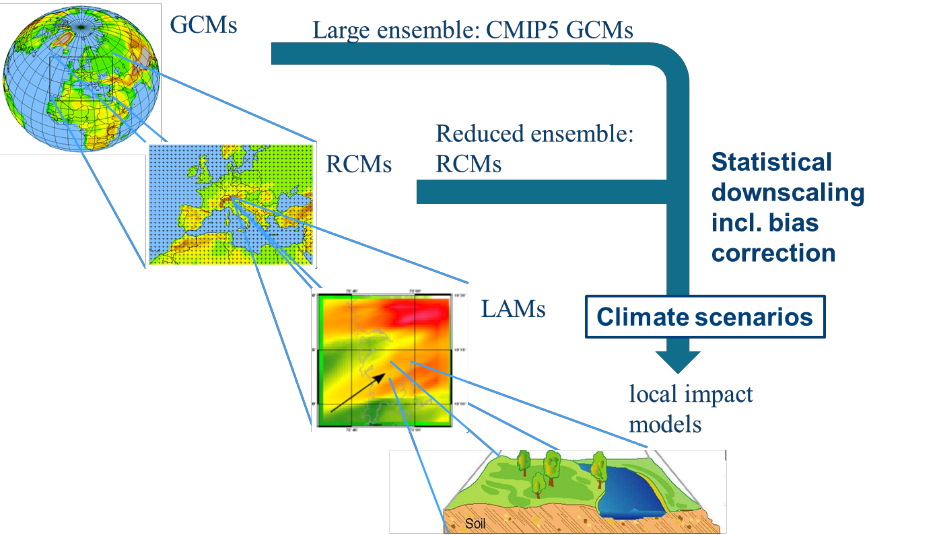 GCMs
Large ensemble: CMIP5 GCMs
Reduced ensemble:
RCMs
RCMs
Statistical
downscaling
incl. bias
correction
LAMs
Climate scenarios
local impact
models
Soil